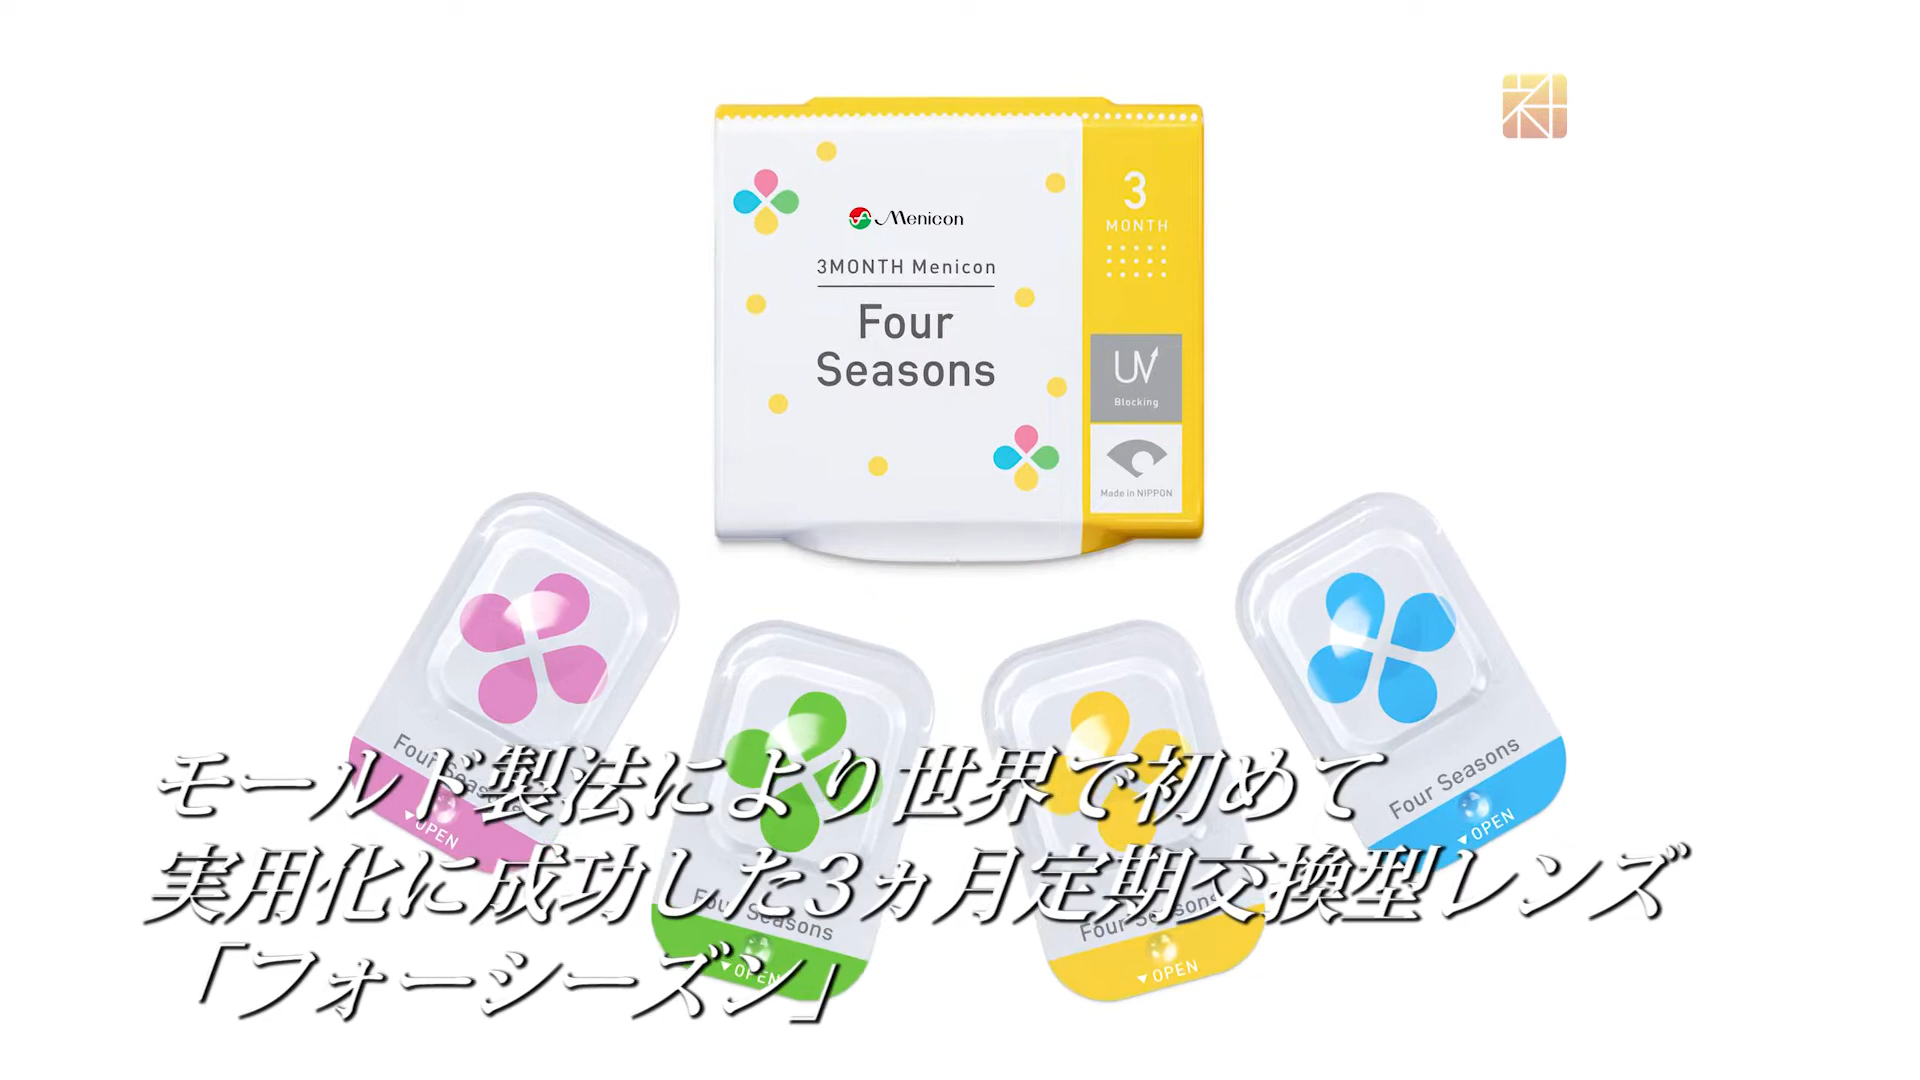 Menicon
3MONTH Menicon
Four
Seasons
3
MONTH
UV
Blocking
Made in NIPPON
Four Seasons
▼OPEN
Four Seasons
▼OPEN
Four Seasons
▼OPEN
Four Seasons
▼OPEN
モールド製法により世界で初めて
実用化に成功した3ヵ月定期交換型レンズ
「フォーシーズン」